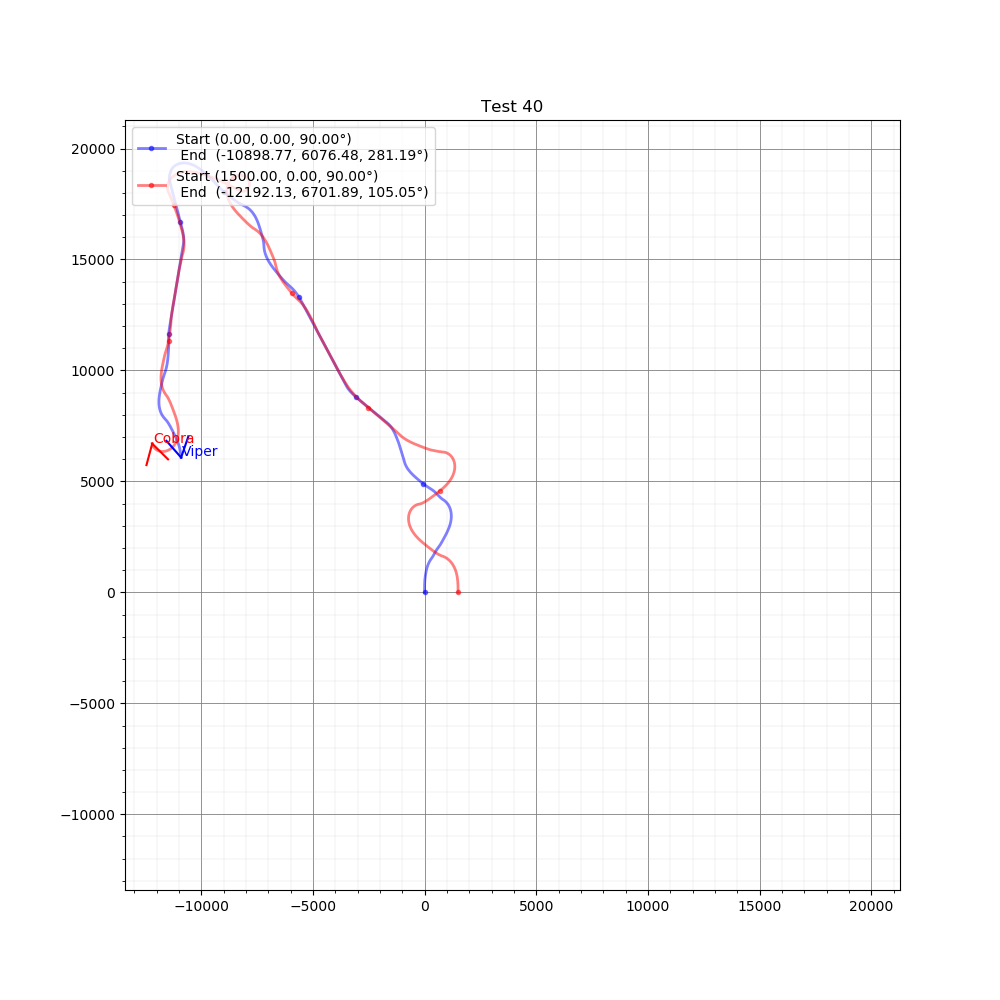 Test 40
Start (0.00, 0.00, 90.00°)
End (-10898.77, 6076.48, 281.19°)
Start (1500.00, 0.00, 90.00°)
End (-12192.13, 6701.89, 105.05°)
20000
15000
10000
Cobra
Viper
5000
0
−5000
−10000
−10000 −5000 0 5000 10000 15000 20000